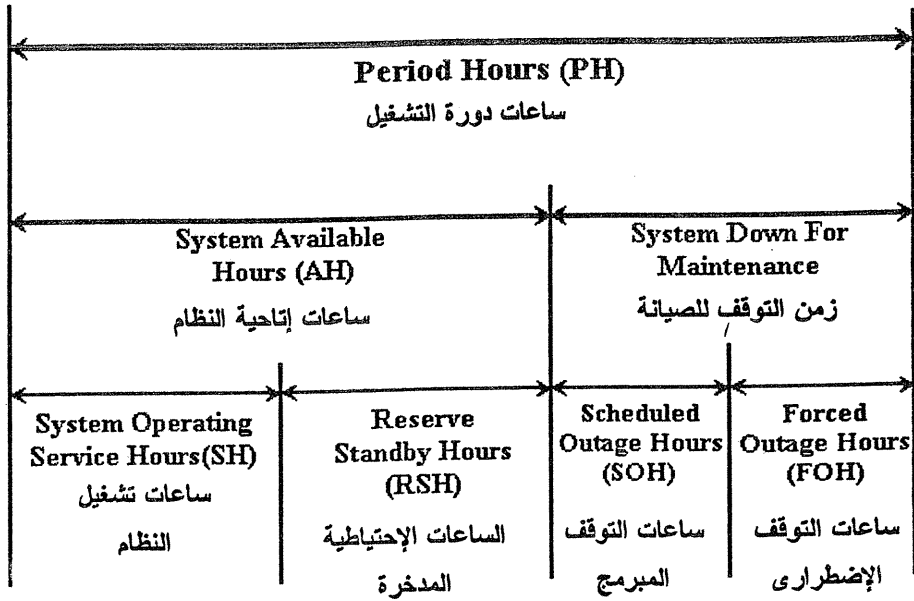 Period Hours (PH)
ساعات دورة التشغيل
System Available
Hours (AH)
ساعات إتاحية النظام
System Down For
Maintenance
زمن التوقف للصيانة
System Operating
Service Hours(SH)
ساعات تشغيل
النظام
Reserve
Standby Hours
(RSH)
الساعات الإحتياطية
المدخرة
Scheduled
Outage Hours
(SOH)
ساعات التوقف
المبرمج
Forced
Outage Hours
(FOH)
ساعات التوقف
الإضطرارى